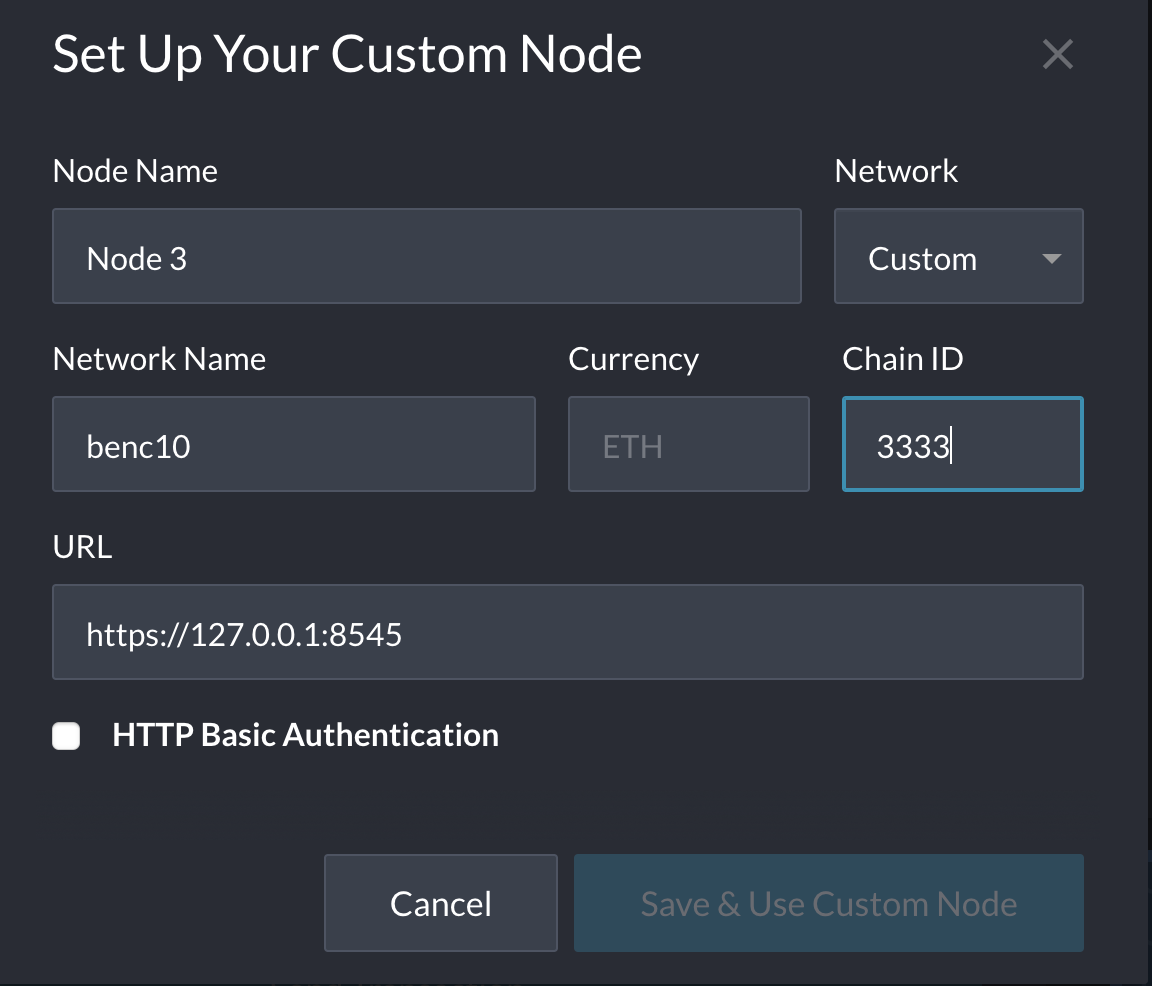 Set Up Your Custom Node
Node Name
Network
Node 3
Custom
Network Name
Currency
Chain ID
benc10
ETH
3333
URL
https://127.0.0.1:8545
HTTP Basic Authentication
Cancel
Save & Use Custom Node